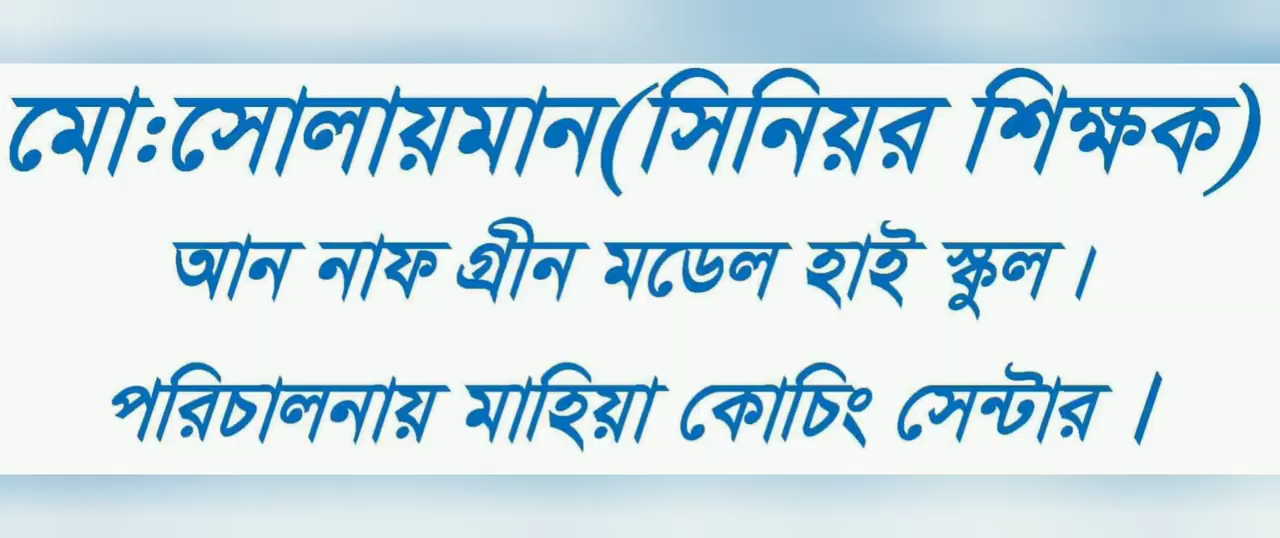 মো:সোলায়মান(সিনিয়র শিক্ষক)
আন নাফ গ্রীন মডেল হাই স্কুল।
পরিচালনায় মাহিয়া কোচিং সেন্টার।